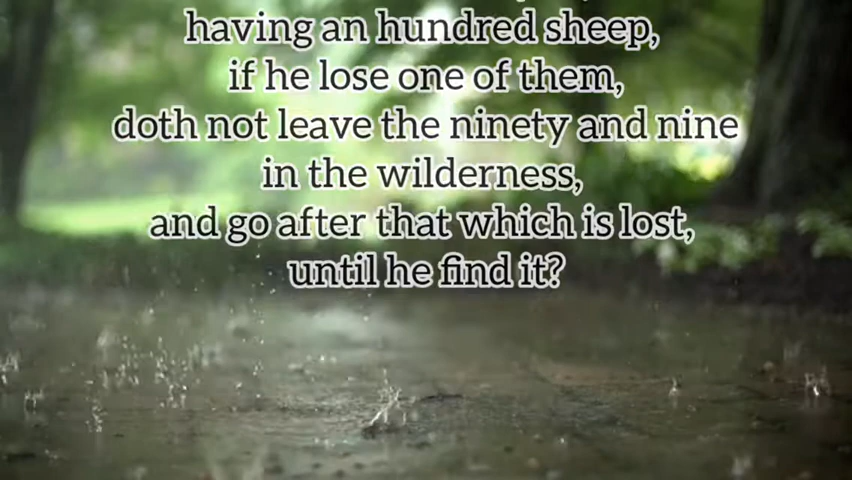 having an hundred sheep,
if he lose one of them,
doth not leave the ninety and nine
in the wilderness,
and go after that which is lost,
until he find it?